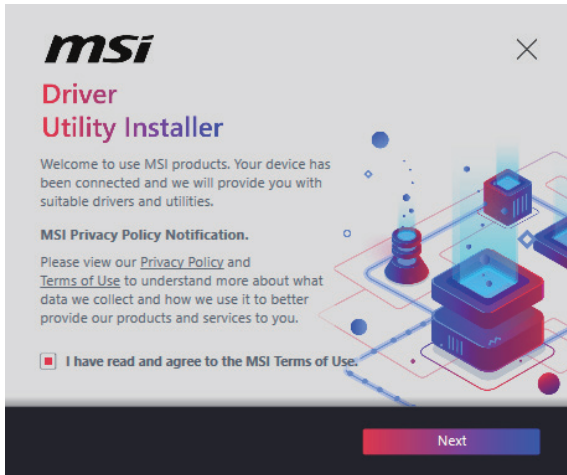 msi
Driver
Utility Installer
Welcome to use MSI products. Your device has
been connected and we will provide you with
suitable drivers and utilities.
MSI Privacy Policy Notification.
Please view our Privacy Policy and
Terms of Use to understand more about what
data we collect and how we use it to better
provide our products and services to you.
I have read and agree to the MSI Terms of Use.
Next